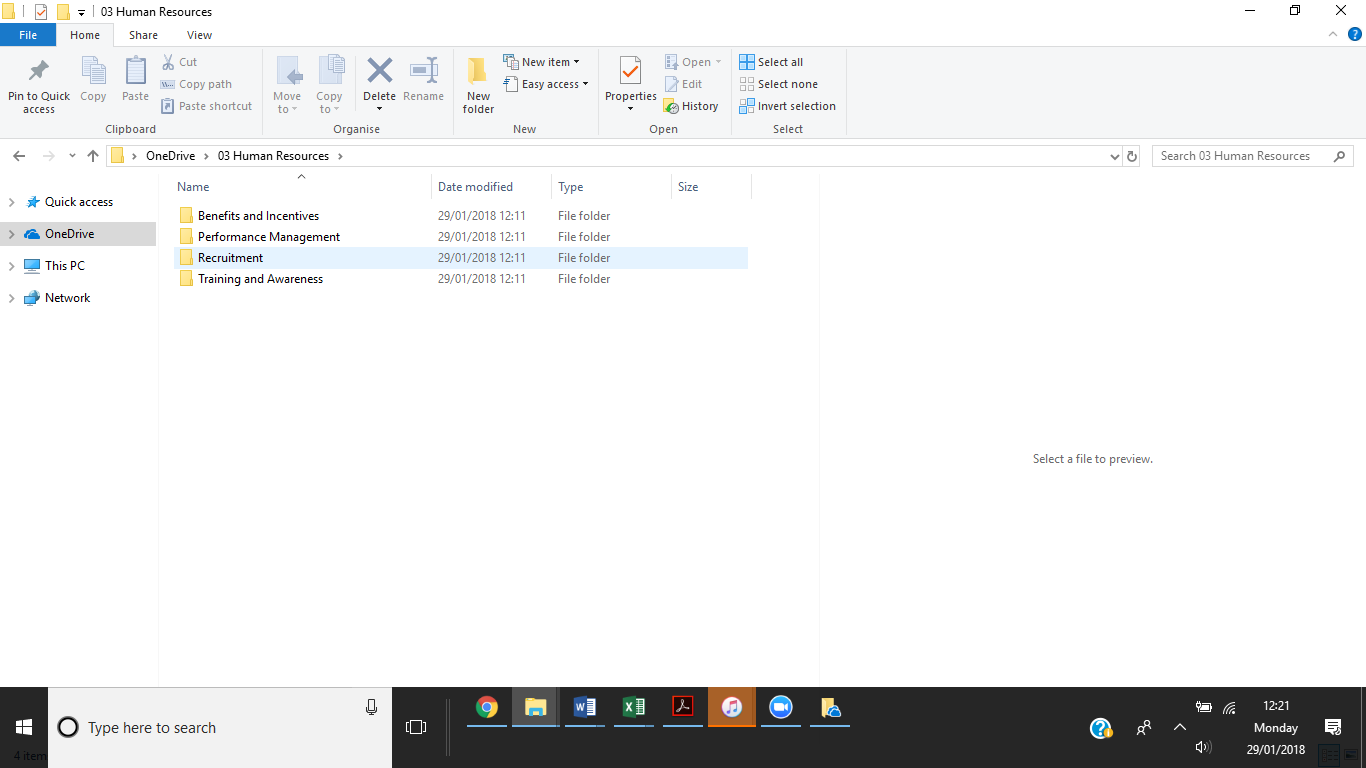 03 Human Resources
File Home Share View
Pin to Quick access
Copy
Paste
Cut
Copy path
Paste shortcut
Clipboard
Move to
Copy to
Delete
Rename
Organise
New folder
New item
Easy access
New
Properties
Open
Edit
History
Open
Select all
Select none
Invert selection
Select
OneDrive 03 Human Resources
Search 03 Human Resources
Quick access
OneDrive
This PC
Network
Name Date modified Type Size
Benefits and Incentives 29/01/2018 12:11 File folder
Performance Management 29/01/2018 12:11 File folder
Recruitment 29/01/2018 12:11 File folder
Training and Awareness 29/01/2018 12:11 File folder
Select a file to preview.
Type here to search
12:21
Monday
29/01/2018